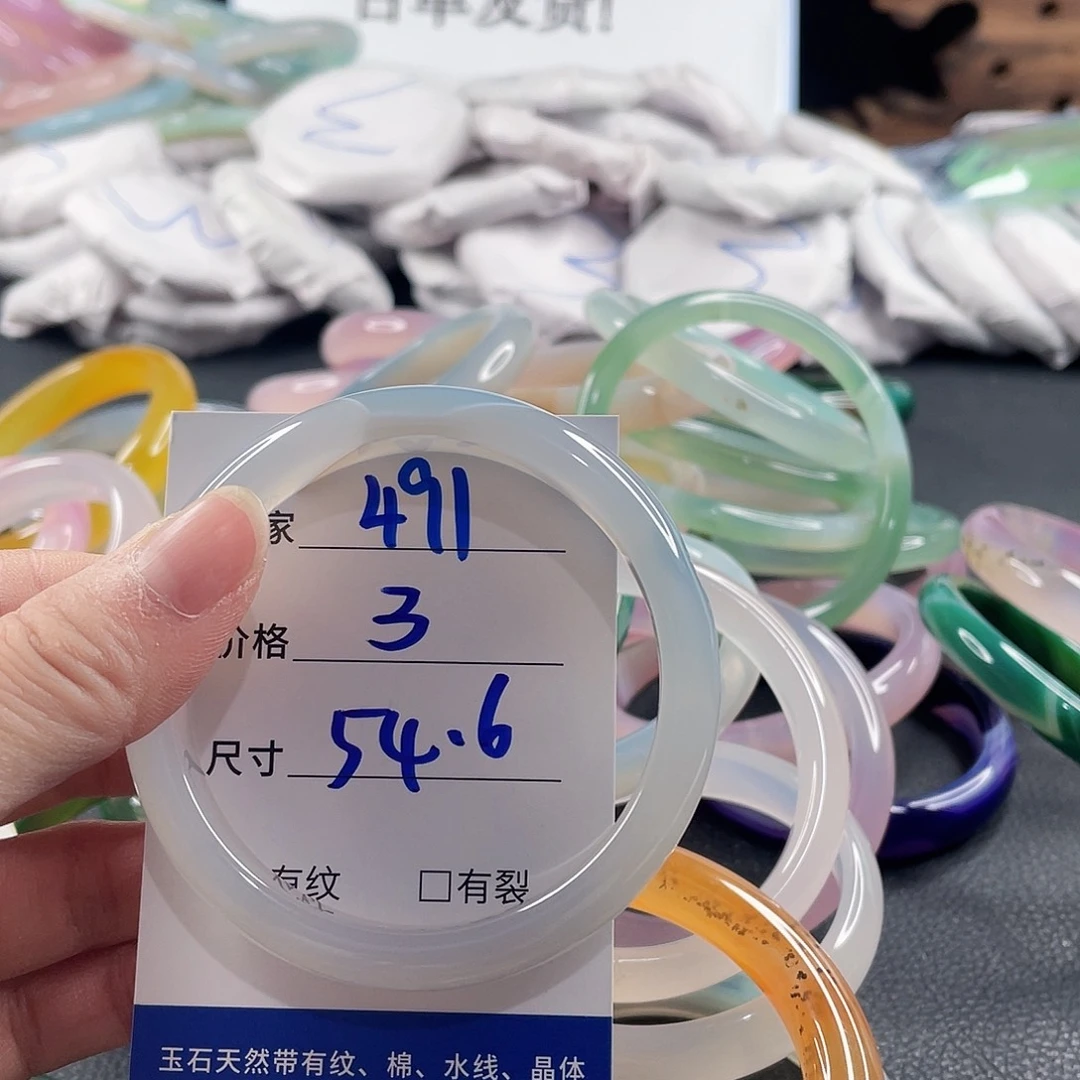 家 491
价格 3
尺寸 54.6
有纹 □有裂
玉石天然带有纹、棉、水线、晶体